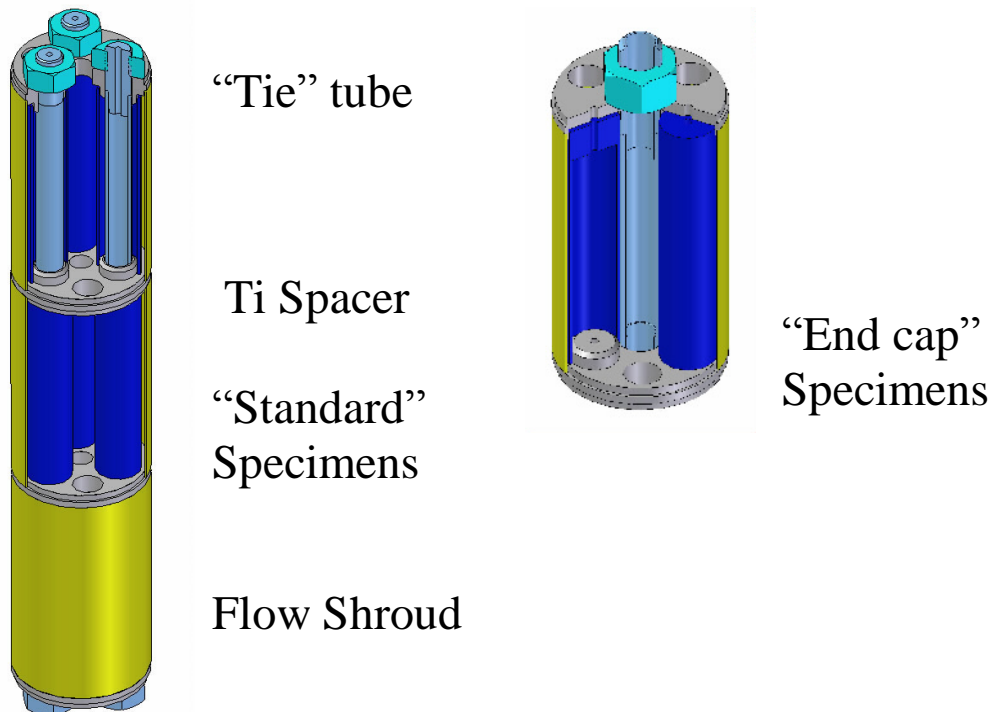 “Tie” tube
Ti Spacer
“Standard”
Specimens
Flow Shroud
“End cap”
Specimens